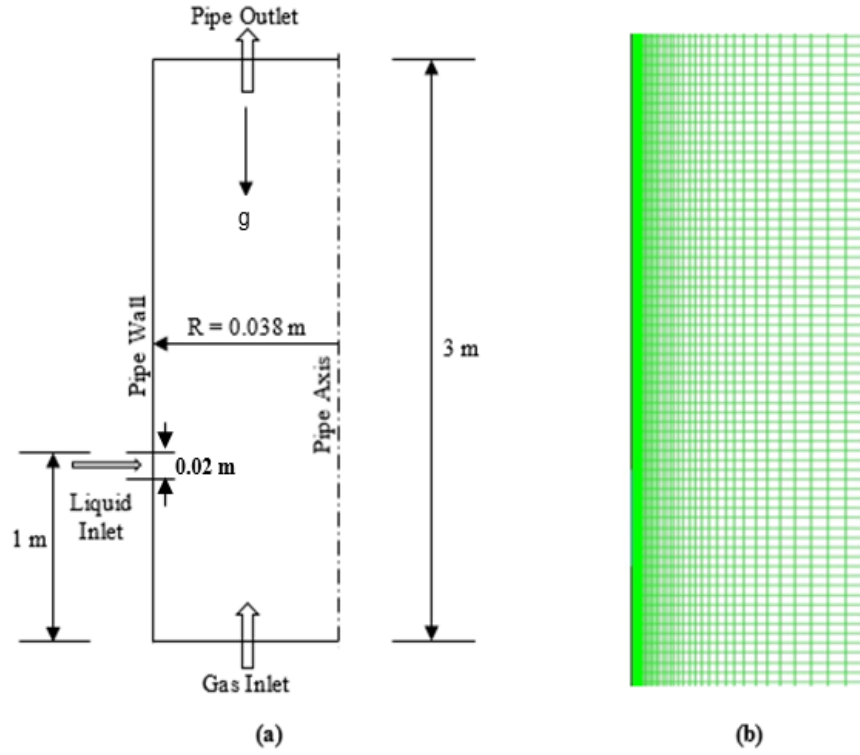 Pipe Outlet
g
Pipe Wall
R = 0.038 m
Pipe Axis
3 m
0.02 m
Liquid
Inlet
1 m
Gas Inlet
(a)
(b)